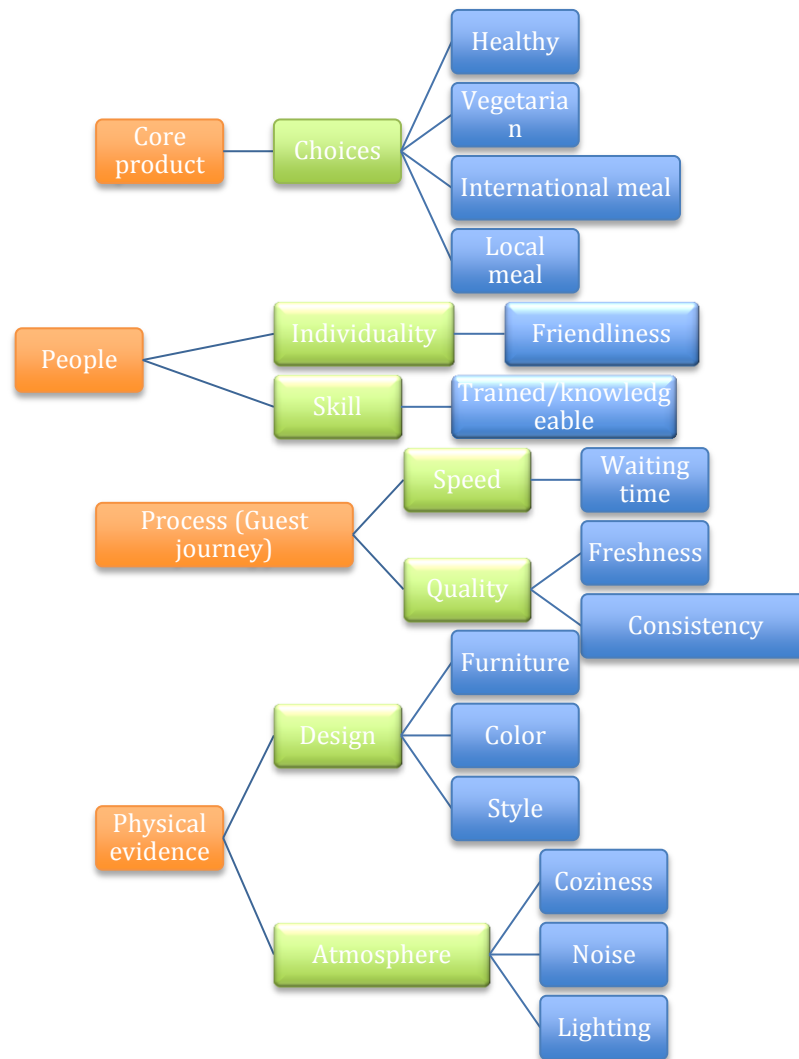 Healthy
Vegetaria
n
Core
product
Choices
International meal
Local
meal
People
Individuality
Friendliness
Skill
Trained/knowledg
eable
Process (Guest
journey)
Speed
Waiting
time
Quality
Freshness
Consistency
Physical
evidence
Design
Furniture
Color
Style
Atmosphere
Coziness
Noise
Lighting